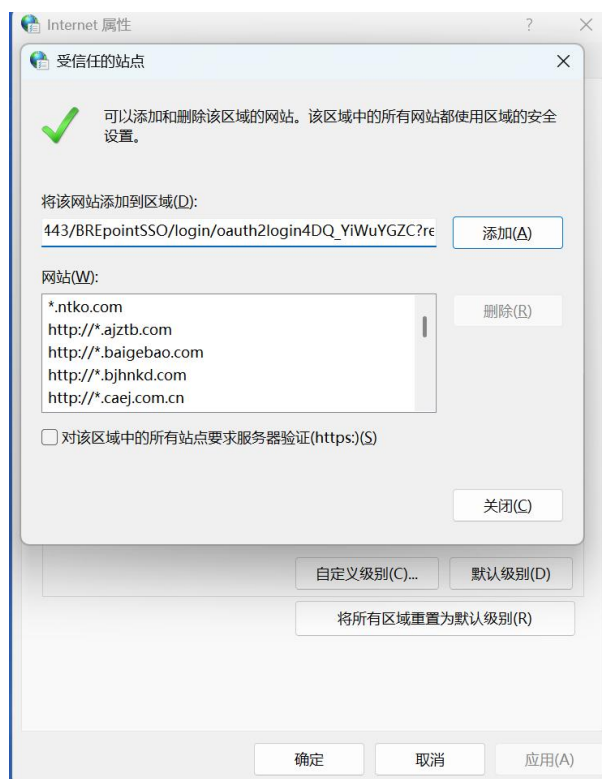 Internet 属性
受信任的站点
可以添加和删除该区域的网站。该区域中的所有网站都使用区域的安全
设置。
将该网站添加到区域(D):
443/BREpointSSO/login/oauth2login4DQ_YiWuYGZC?re
添加(A)
网站(W):
*.ntko.com
http://*.ajztb.com
http://*.baigebao.com
http://*.bjhnkd.com
http://*.caej.com.cn
删除(R)
对该区域中的所有站点要求服务器验证(https:)(S)
关闭(C)
自定义级别(C)...
默认级别(D)
将所有区域重置为默认级别(R)
确定
取消
应用(A)